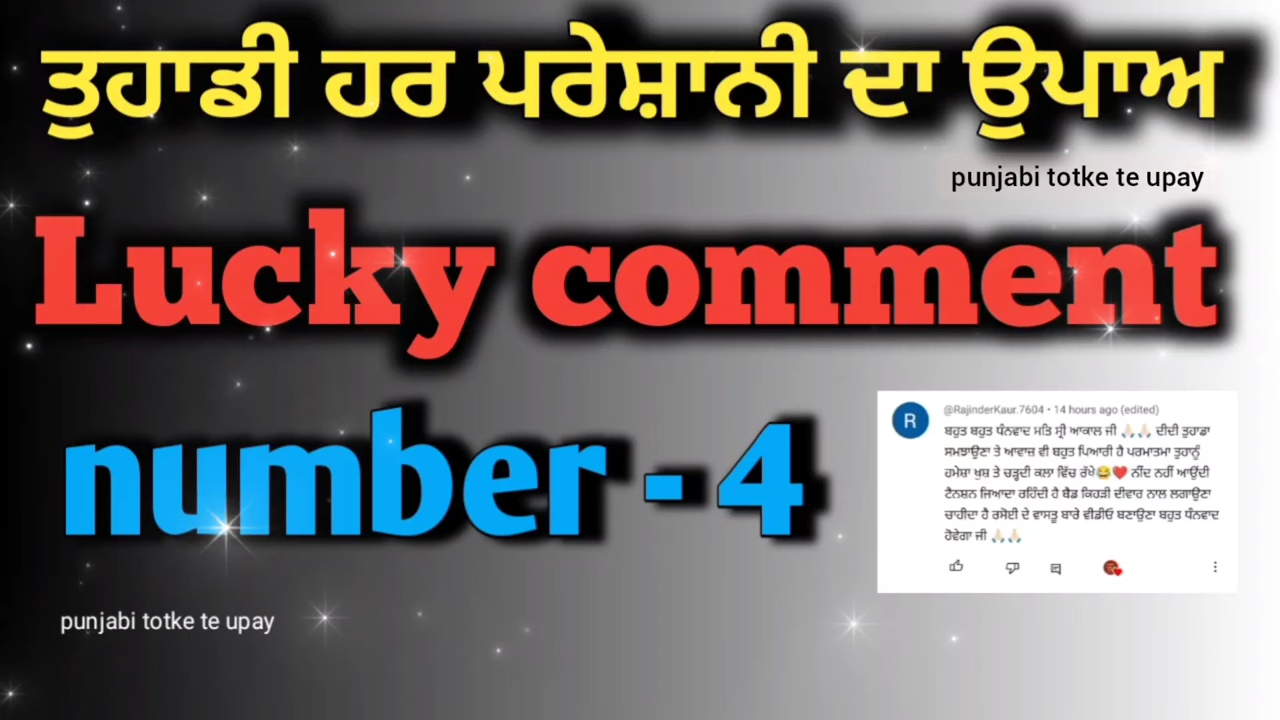 ਤੁਹਾਡੀ ਹਰ ਪਰੇਸ਼ਾਨੀ ਦਾ ਉਪਾਅ
punjabi totke te upay
Lucky comment
number - 4
R
@RajinderKaur.7604 • 14 hours ago (edited)
ਬਹੁਤ ਬਹੁਤ ਧੰਨਵਾਦ ਸਤਿ ਸ੍ਰੀ ਆਕਾਲ ਜੀ 🙏🏻🙏🏻 ਦੀਦੀ ਤੁਹਾਡਾ
ਸਮਝਾਉਣਾ ਤੇ ਆਵਾਜ਼ ਵੀ ਬਹੁਤ ਪਿਆਰੀ ਹੈ ਪਰਮਾਤਮਾ ਤੁਹਾਨੂੰ
ਹਮੇਸ਼ਾ ਖੁਸ਼ ਤੇ ਚੜ੍ਹਦੀ ਕਲਾ ਵਿੱਚ ਰੱਖੇ😂❤️ ਨੀਂਦ ਨਹੀਂ ਆਉਂਦੀ
ਟੈਨਸ਼ਨ ਜਿਆਦਾ ਰਹਿੰਦੀ ਹੈ ਬੈਡ ਕਿਹੜੀ ਦੀਵਾਰ ਨਾਲ ਲਗਾਉਣਾ
ਚਾਹੀਦਾ ਹੈ ਰਸੋਈ ਦੇ ਵਾਸਤੂ ਬਾਰੇ ਵੀਡੀਓ ਬਣਾਉਣਾ ਬਹੁਤ ਧੰਨਵਾਦ
ਹੋਵੇਗਾ ਜੀ 🙏🏻🙏🏻
punjabi totke te upay